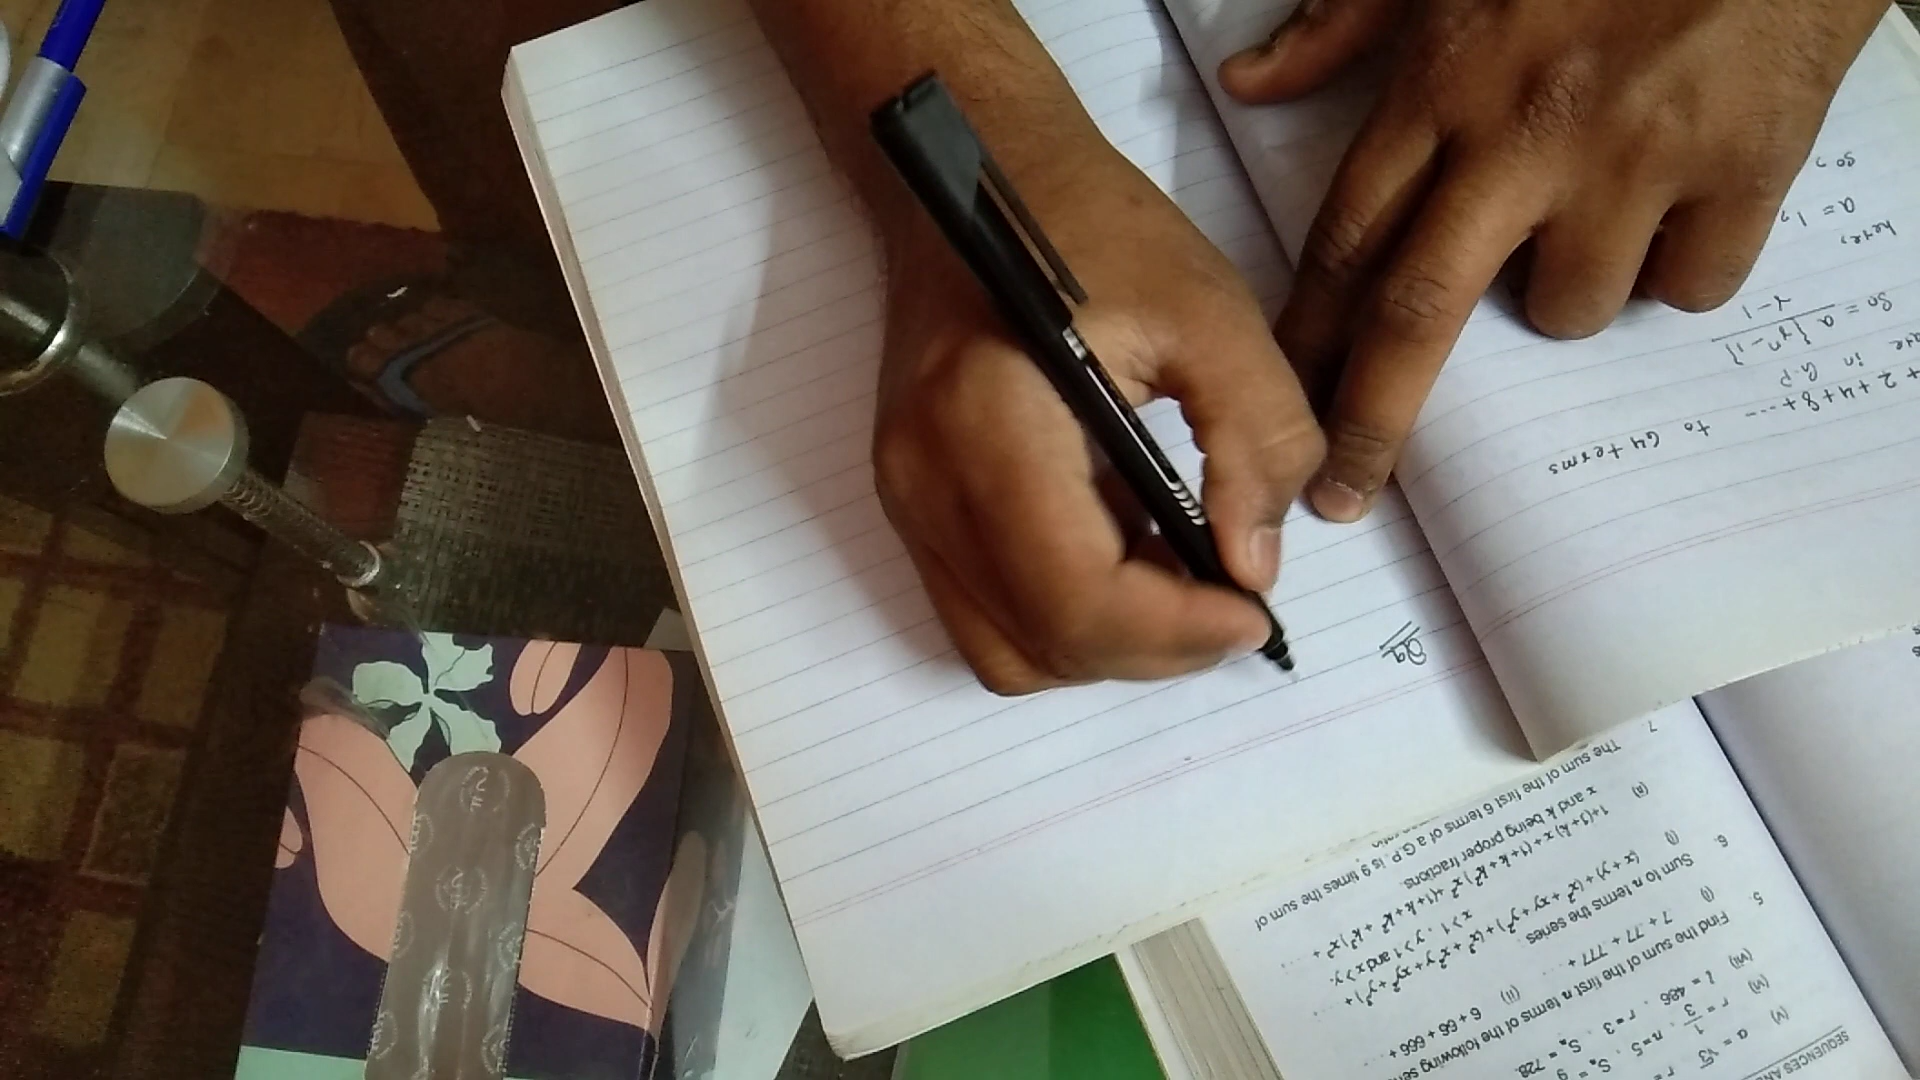 + 2 + 4 + 8 + --- to 64 terms
are in G.P
So = a {rⁿ - 1}
r - 1
here,
a = 1,
so,
Q9
SEQUENCES AN
(v) a = √3
(vi) r = 1/3 , n = 5 ,
(vii) l = 486 , r = 3 , Sₙ = 728.
5. Find the sum of the first n terms of the following
(i) 7 + 77 + 777 + ... (ii) 6 + 66 + 666 +
6. Sum to n terms the series :
(i) (x + y) + (x² + xy + y²) + (x³ + x²y + xy² + y³) +
x > 1, y > 1 and x > y.
(ii) 1 + (1 + k) x + (1 + k + k²) x² + (1 + k + k² + k³) x³ +
x and k being proper fractions.
7. The sum of the first 6 terms of a G.P. is 9 times the sum of